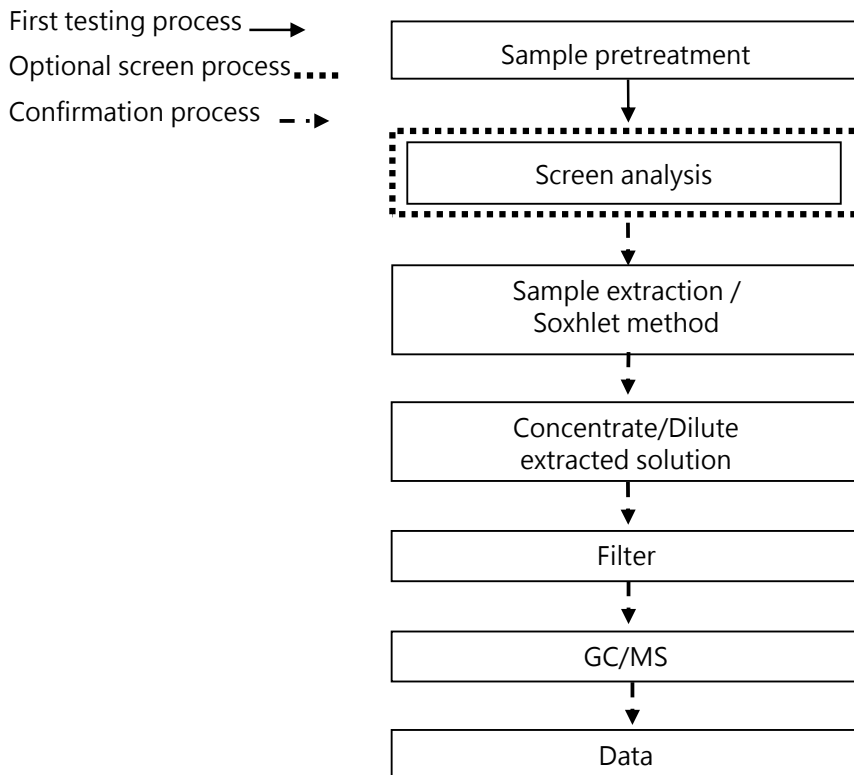 First testing process
Optional screen process
Confirmation process
Sample pretreatment
Screen analysis
Sample extraction /
Soxhlet method
Concentrate/Dilute
extracted solution
Filter
GC/MS
Data